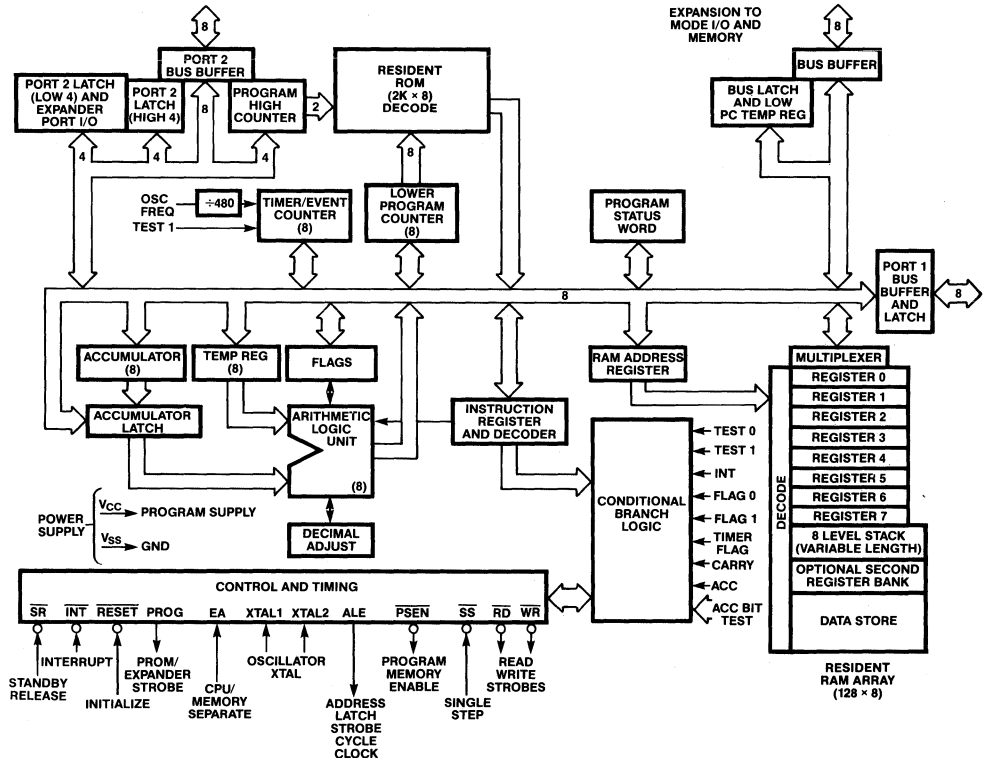 8
PORT 2
BUS BUFFER
PORT 2 LATCH
(LOW 4) AND
EXPANDER
PORT I/O
PORT 2
LATCH
(HIGH 4)
8
PROGRAM
HIGH
COUNTER
2
RESIDENT
ROM
(2K × 8)
DECODE
EXPANSION TO
MODE I/O AND
MEMORY
8
BUS BUFFER
BUS LATCH
AND LOW
PC TEMP REG
4
4
4
8
OSC
FREQ
÷480
TEST 1
TIMER/EVENT
COUNTER
(8)
LOWER
PROGRAM
COUNTER
(8)
PROGRAM
STATUS
WORD
8
PORT 1
BUS
BUFFER
AND
LATCH
8
ACCUMULATOR
(8)
TEMP REG
(8)
FLAGS
RAM ADDRESS
REGISTER
MULTIPLEXER
ACCUMULATOR
LATCH
ARITHMETIC
LOGIC
UNIT
(8)
INSTRUCTION
REGISTER
AND DECODER
DECIMAL
ADJUST
CONDITIONAL
BRANCH
LOGIC
TEST 0
TEST 1
INT
FLAG 0
FLAG 1
TIMER
FLAG
CARRY
ACC
ACC BIT
TEST
DECODE
REGISTER 0
REGISTER 1
REGISTER 2
REGISTER 3
REGISTER 4
REGISTER 5
REGISTER 6
REGISTER 7
8 LEVEL STACK
(VARIABLE LENGTH)
OPTIONAL SECOND
REGISTER BANK
DATA STORE
RESIDENT
RAM ARRAY
(128 × 8)
POWER
SUPPLY
VCC
PROGRAM SUPPLY
VSS
GND
CONTROL AND TIMING
SR INT RESET PROG EA XTAL1 XTAL2 ALE PSEN SS RD WR
STANDBY
RELEASE
INTERRUPT
INITIALIZE
PROM/
EXPANDER
STROBE
CPU/
MEMORY
SEPARATE
OSCILLATOR
XTAL
ADDRESS
LATCH
STROBE
CYCLE
CLOCK
PROGRAM
MEMORY
ENABLE
SINGLE
STEP
READ
WRITE
STROBES